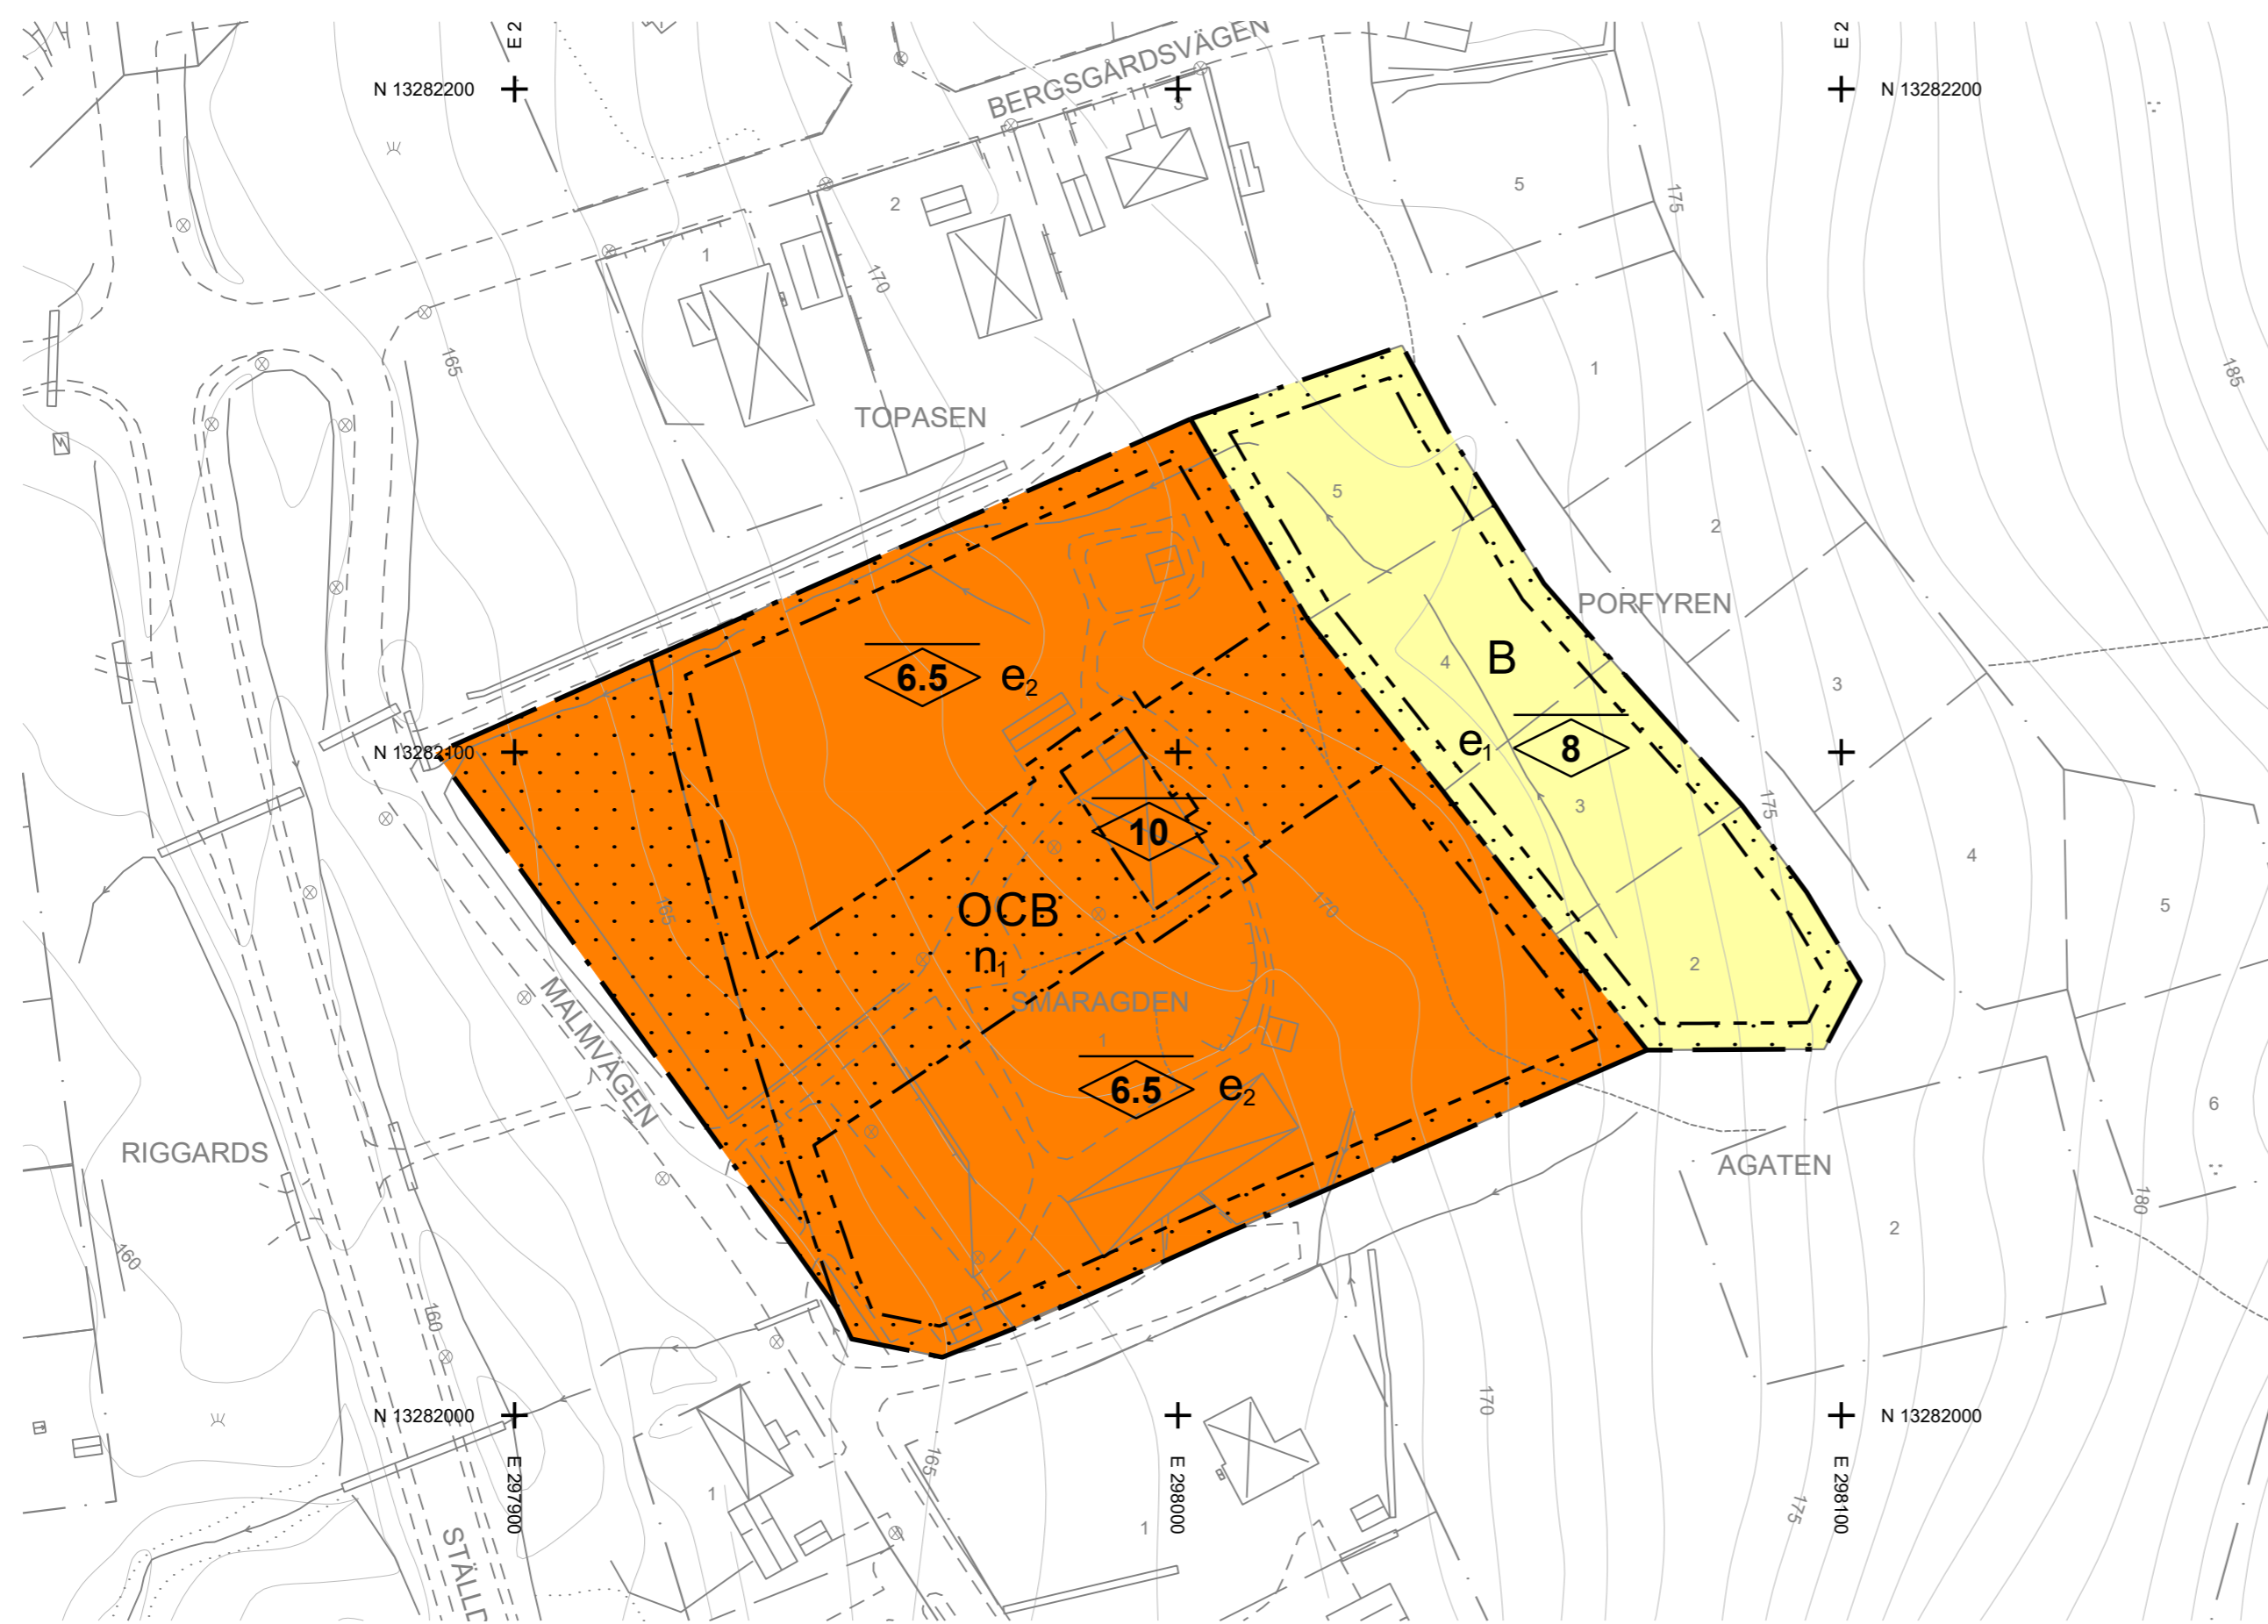 E 2
E 2
BERGSGÅRDSVÄGEN
N 13282200
N 13282200
3
5
175
2
1
170
165
185
1
TOPASEN
5
2
PORFYREN
6.5
e2
4
B
3
N 13282100
e1
8
175
3
10
4
165
OCB
170
5
n1
2
MALMVÄGEN
SMARAGDEN
1
6.5
e2
6
RIGGARDS
AGATEN
180
160
2
160
N 13282000
170
N 13282000
165
E 297900
E 298000
E 298100
1
175
1
STÄLLD